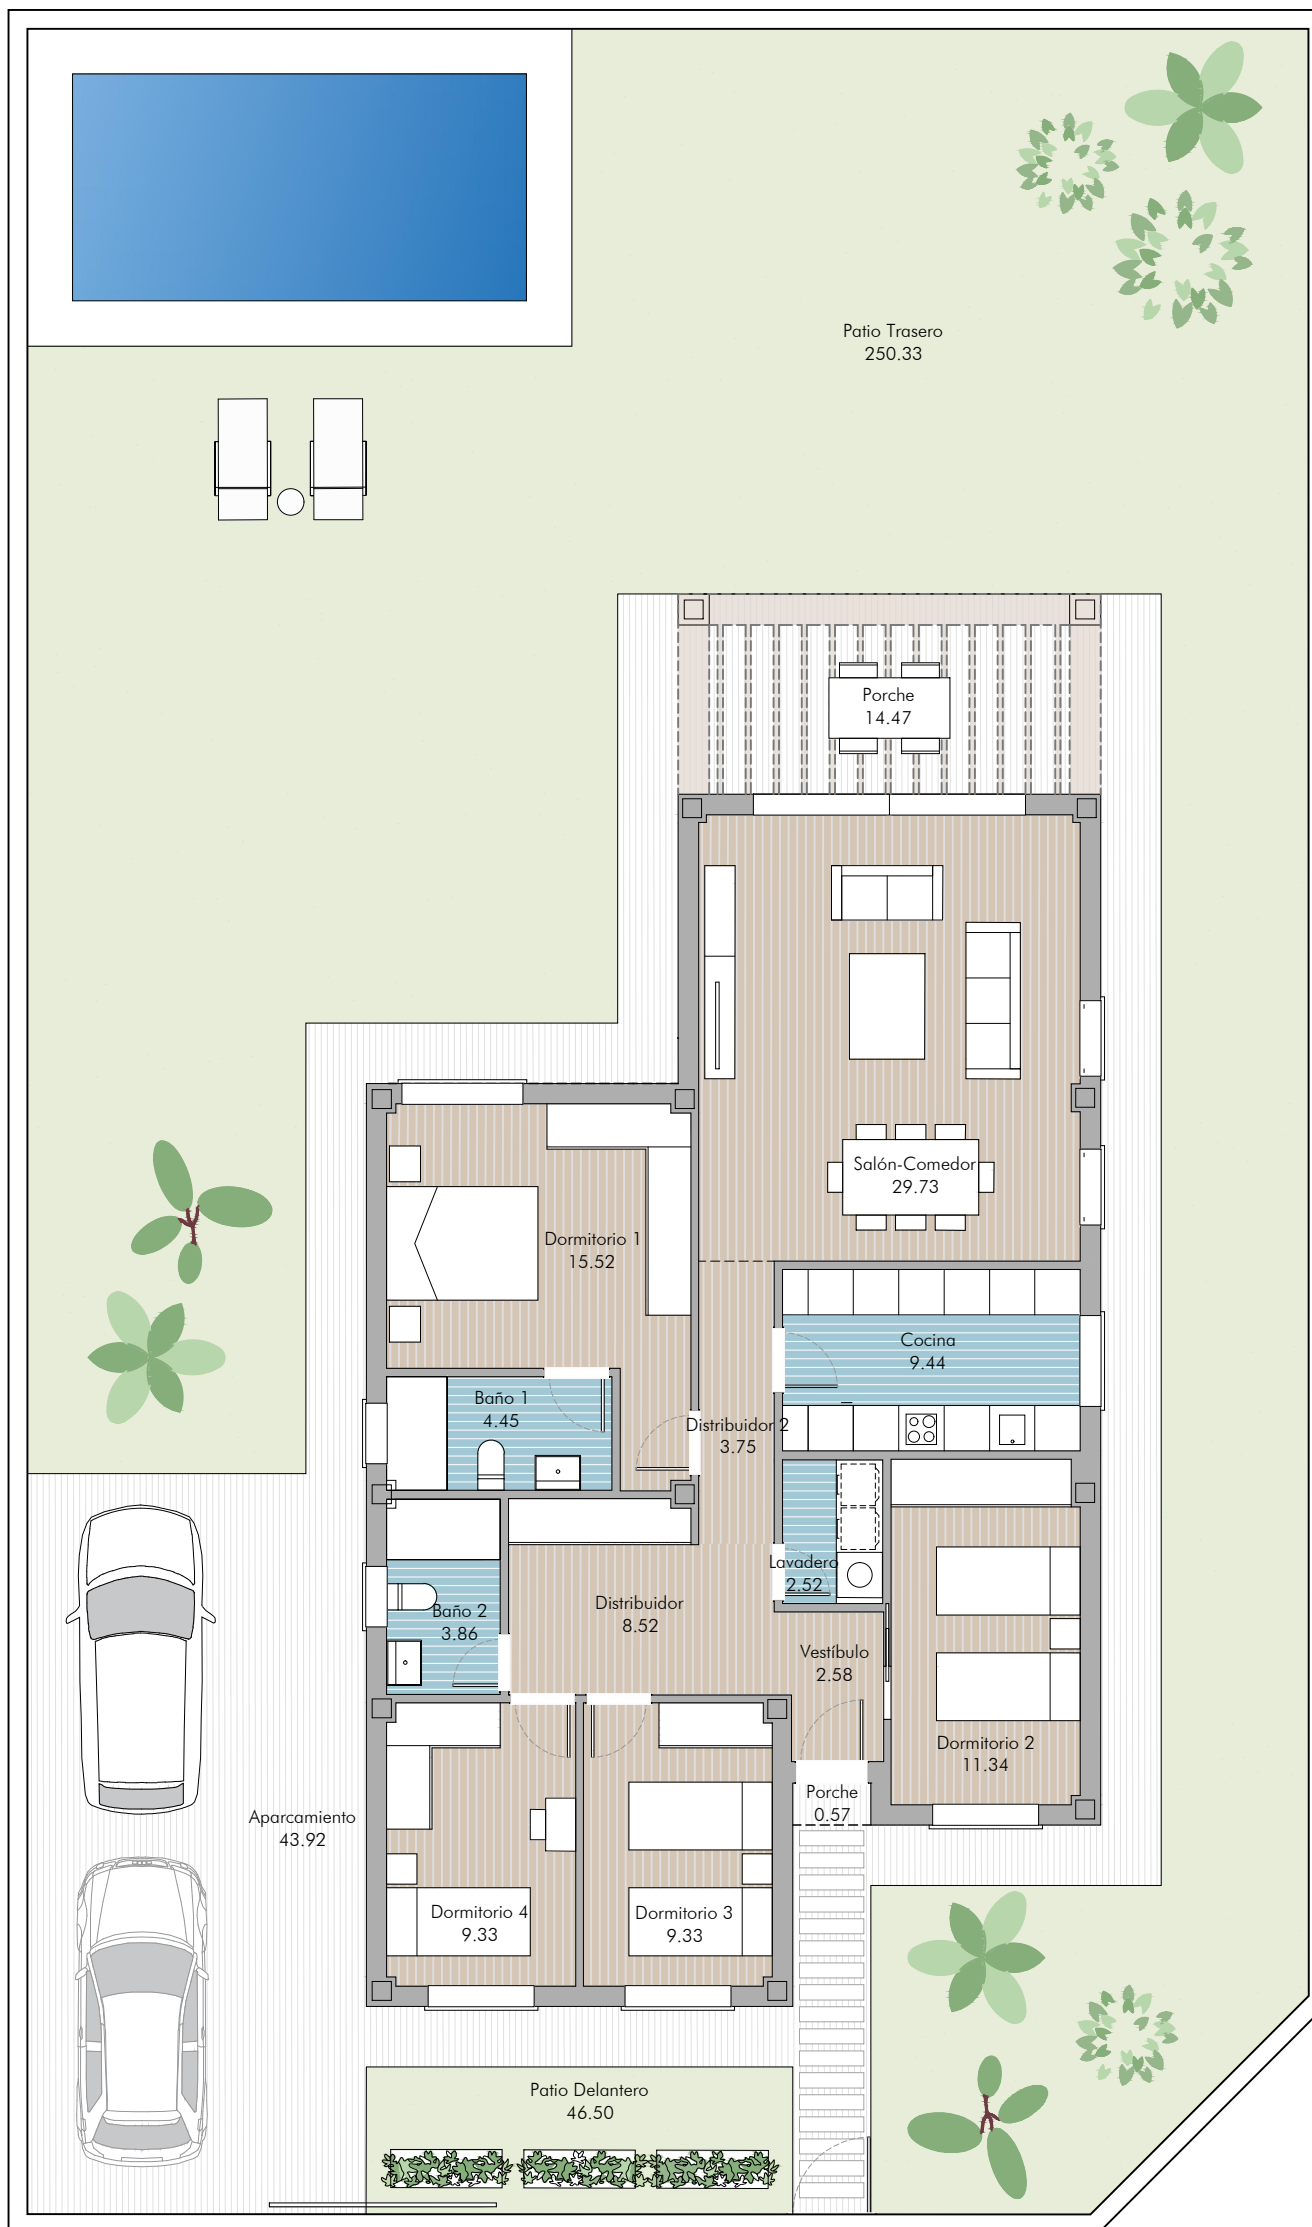 Patio Trasero
250.33
Porche
14.47
Salón-Comedor
29.73
Dormitorio 1
15.52
Cocina
9.44
Baño 1
4.45
Distribuidor 2
3.75
Lavadero
2.52
Distribuidor
8.52
Baño 2
3.86
Vestíbulo
2.58
Dormitorio 2
11.34
Porche
0.57
Aparcamiento
43.92
Dormitorio 4
9.33
Dormitorio 3
9.33
Patio Delantero
46.50